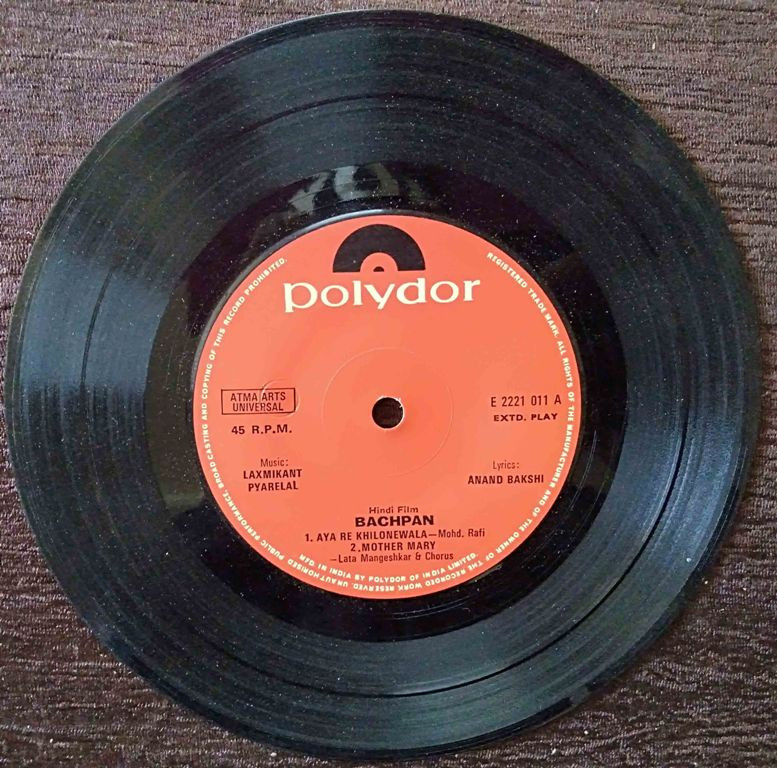 polydor
ATMA ARTS
UNIVERSAL
45 R.P.M.
E 2221 011 A
EXTD. PLAY
Music:
LAXMIKANT
PYARELAL
Lyrics:
ANAND BAKSHI
Hindi Film
BACHPAN
1. AYA RE KHILONEWALA—Mohd. Rafi
2. MOTHER MARY
—Lata Mangeshkar & Chorus
REGISTERED TRADE MARK. ALL RIGHTS OF THE MANUFACTURER AND OF THE OWNER OF THE RECORDED WORK RESERVED. UNAUTHORISED PUBLIC PERFORMANCE, BROADCASTING AND COPYING OF THIS RECORD PROHIBITED.
MADE IN INDIA BY POLYDOR OF INDIA LIMITED.